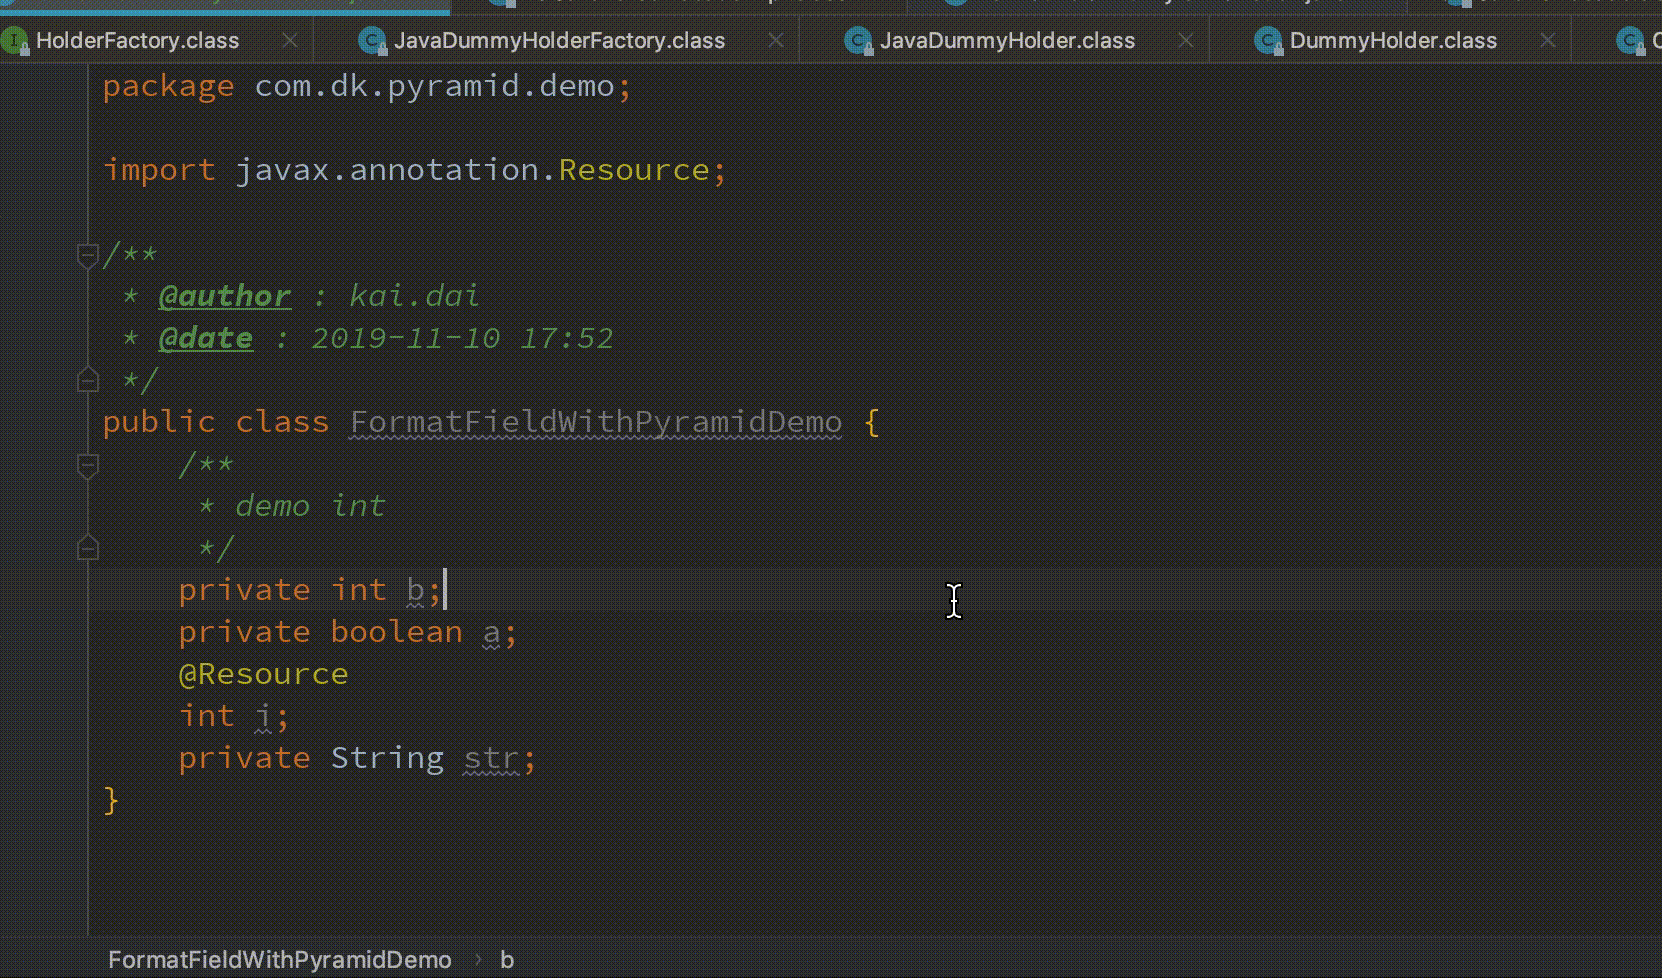 HolderFactory.class JavaDummyHolderFactory.class JavaDummyHolder.class DummyHolder.class
package com.dk.pyramid.demo;
import javax.annotation.Resource;
/**
* @author : kai.dai
* @date : 2019-11-10 17:52
*/
public class FormatFieldWithPyramidDemo {
/**
* demo int
*/
private int b;
private boolean a;
@Resource
int i;
private String str;
}
FormatFieldWithPyramidDemo > b